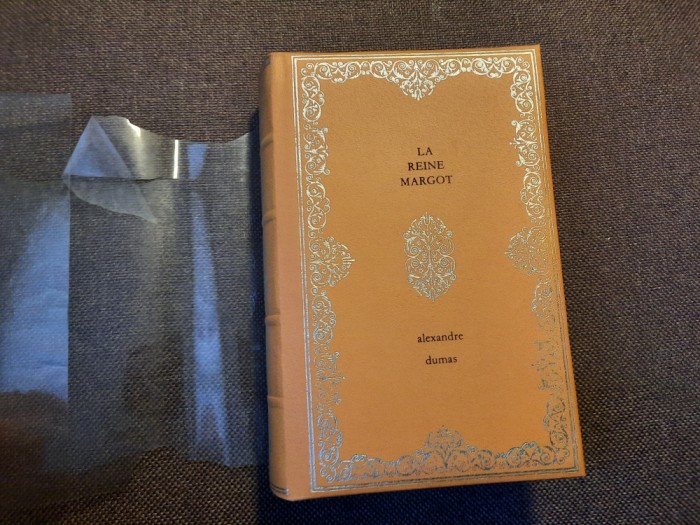 LA
REINE
MARGOT
alexandre
dumas